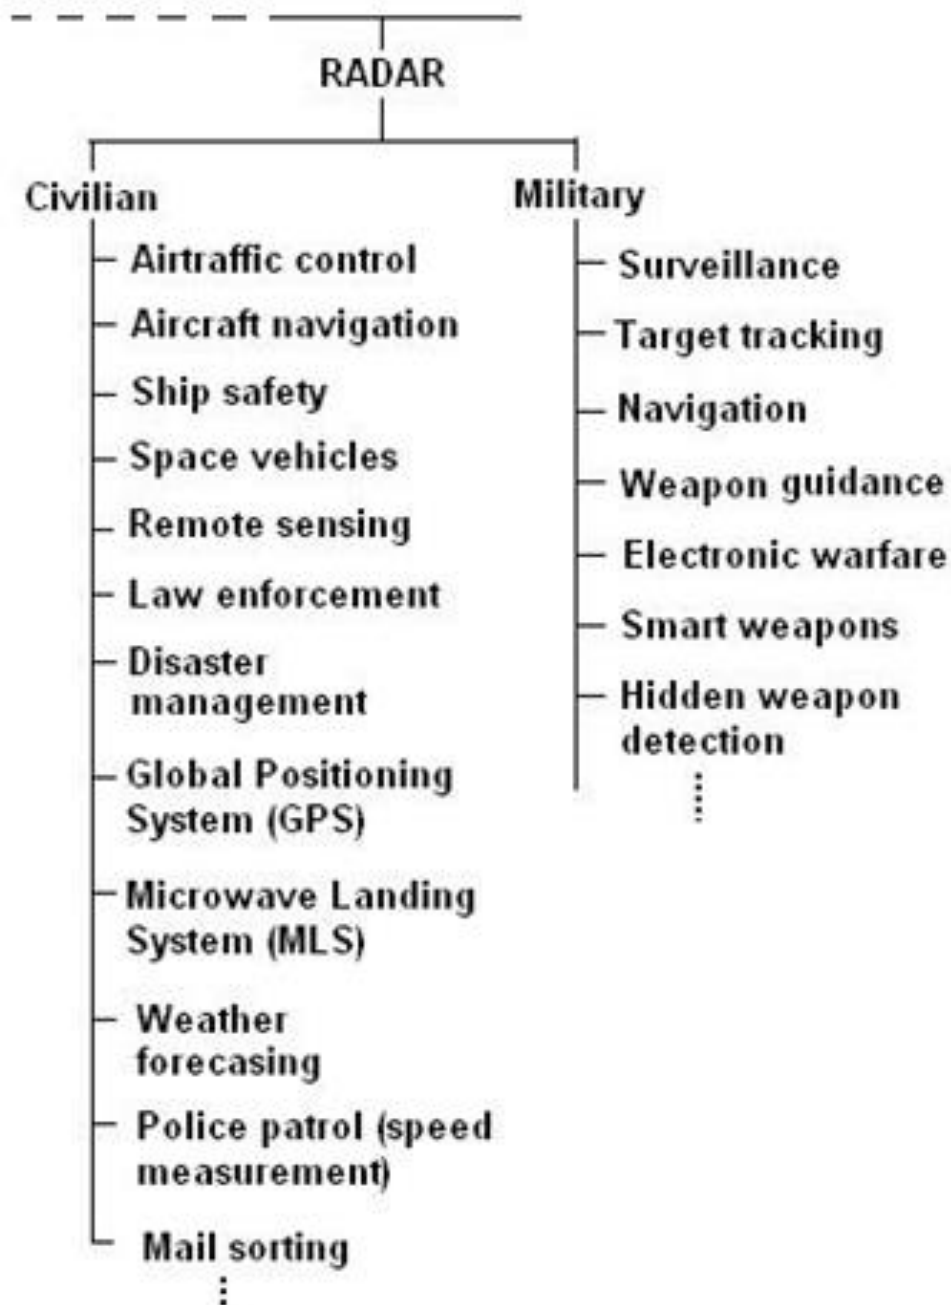 RADAR
Civilian
Airtraffic control
Aircraft navigation
Ship safety
Space vehicles
Remote sensing
Law enforcement
Disaster
management
Global Positioning
System (GPS)
Microwave Landing
System (MLS)
Weather
forecasing
Police patrol (speed
measurement)
Mail sorting
Military
Surveillance
Target tracking
Navigation
Weapon guidance
Electronic warfare
Smart weapons
Hidden weapon
detection